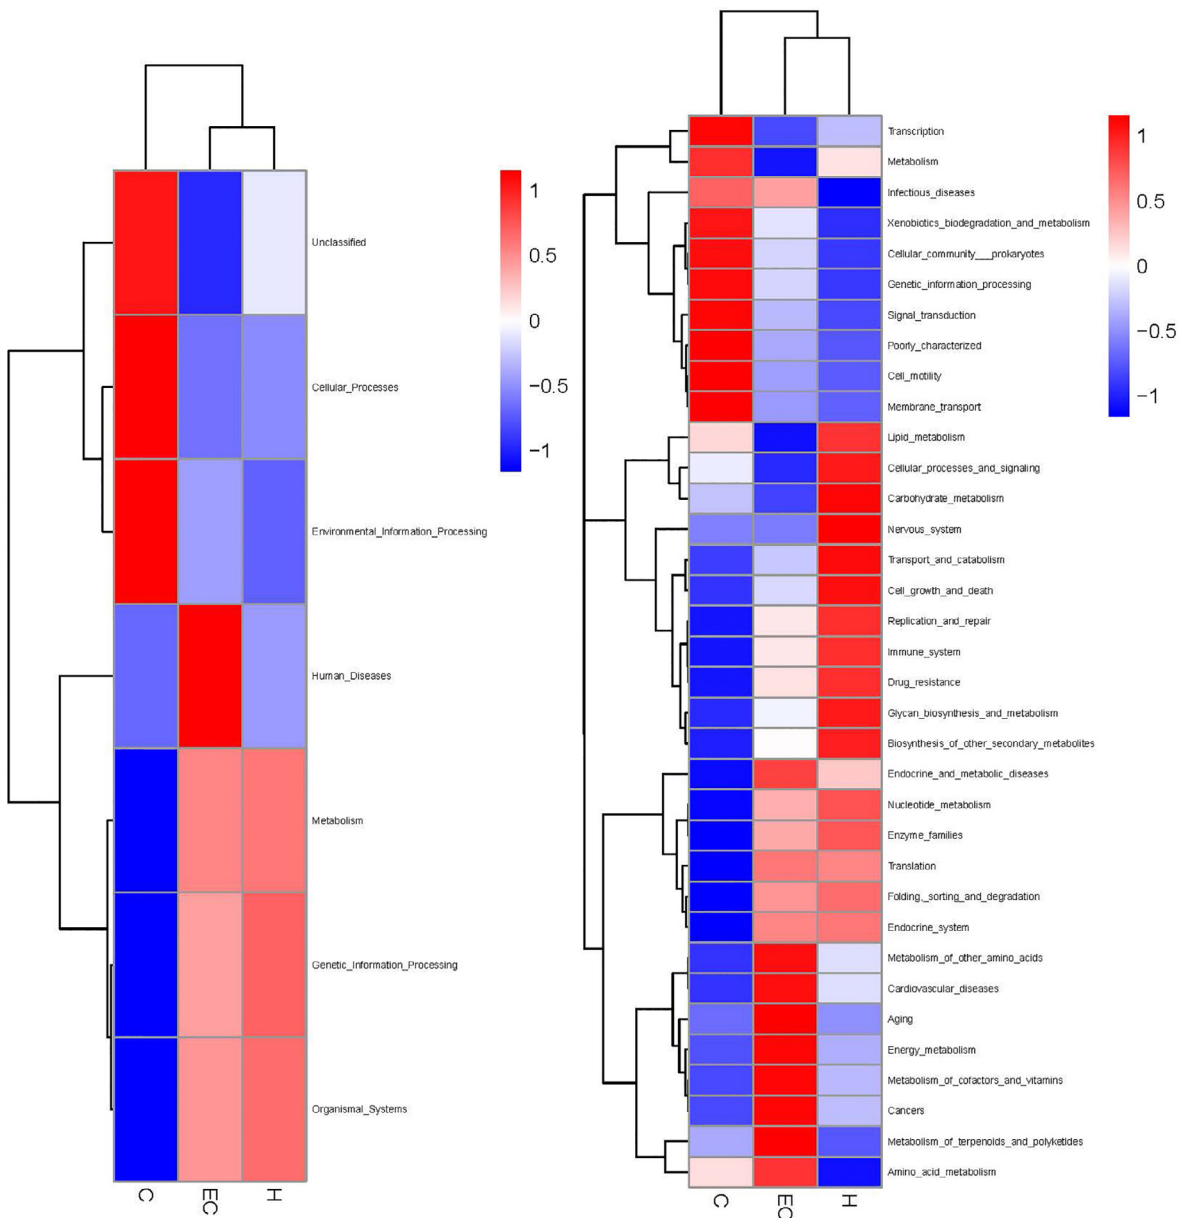 Unclassified
Cellular_Processes
Environmental_Information_Processing
Human_Diseases
Metabolism
Genetic_Information_Processing
Organismal_Systems
1
0.5
0
−0.5
−1
C
EC
H
Transcription
Metabolism
Infectious_diseases
Xenobiotics_biodegradation_and_metabolism
Cellular_community___prokaryotes
Genetic_information_processing
Signal_transduction
Poorly_characterized
Cell_motility
Membrane_transport
Lipid_metabolism
Cellular_processes_and_signaling
Carbohydrate_metabolism
Nervous_system
Transport_and_catabolism
Cell_growth_and_death
Replication_and_repair
Immune_system
Drug_resistance
Glycan_biosynthesis_and_metabolism
Biosynthesis_of_other_secondary_metabolites
Endocrine_and_metabolic_diseases
Nucleotide_metabolism
Enzyme_families
Translation
Folding,_sorting_and_degradation
Endocrine_system
Metabolism_of_other_amino_acids
Cardiovascular_diseases
Aging
Energy_metabolism
Metabolism_of_cofactors_and_vitamins
Cancers
Metabolism_of_terpenoids_and_polyketides
Amino_acid_metabolism
1
0.5
0
−0.5
−1
C
EC
H